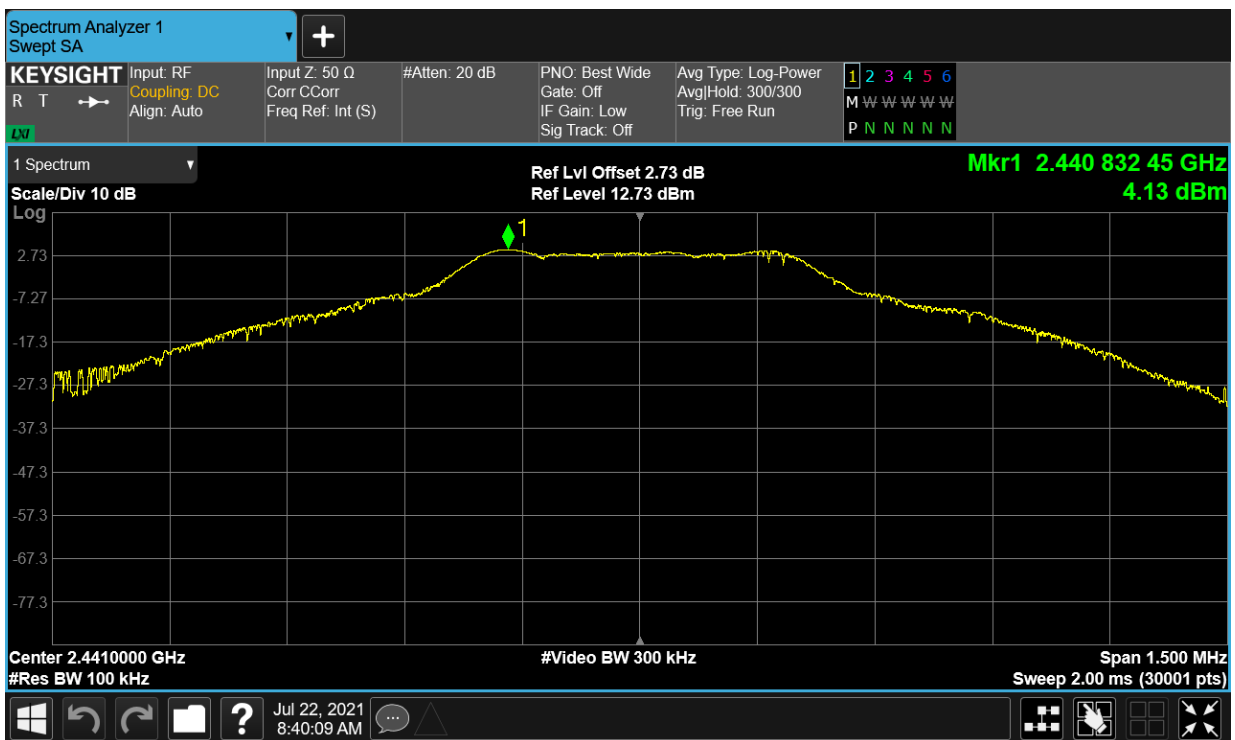 Spectrum Analyzer 1
Swept SA
KEYSIGHT
R T
LXI
Input: RF
Coupling: DC
Align: Auto
Input Z: 50 Ω
Corr CCorr
Freq Ref: Int (S)
#Atten: 20 dB
PNO: Best Wide
Gate: Off
IF Gain: Low
Sig Track: Off
Avg Type: Log-Power
Avg|Hold: 300/300
Trig: Free Run
1 2 3 4 5 6
M W W W W W
P N N N N N
1 Spectrum
Scale/Div 10 dB
Log
Ref Lvl Offset 2.73 dB
Ref Level 12.73 dBm
Mkr1 2.440 832 45 GHz
4.13 dBm
1
2.73
-7.27
-17.3
-27.3
-37.3
-47.3
-57.3
-67.3
-77.3
Center 2.4410000 GHz
#Res BW 100 kHz
#Video BW 300 kHz
Span 1.500 MHz
Sweep 2.00 ms (30001 pts)
?
Jul 22, 2021
8:40:09 AM